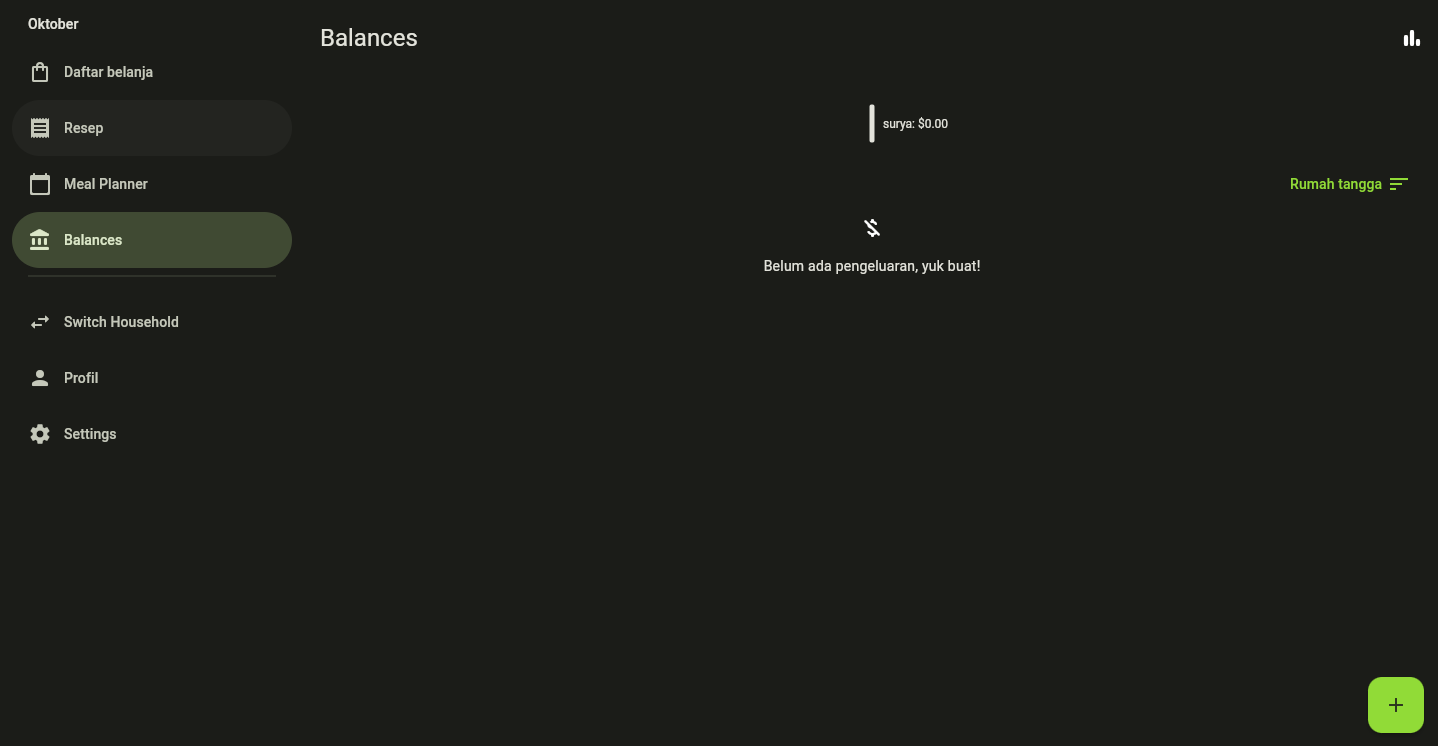 Oktober
Daftar belanja
Resep
Meal Planner
Balances
Switch Household
Profil
Settings
Balances
surya: $0.00
Rumah tangga
Belum ada pengeluaran, yuk buat!